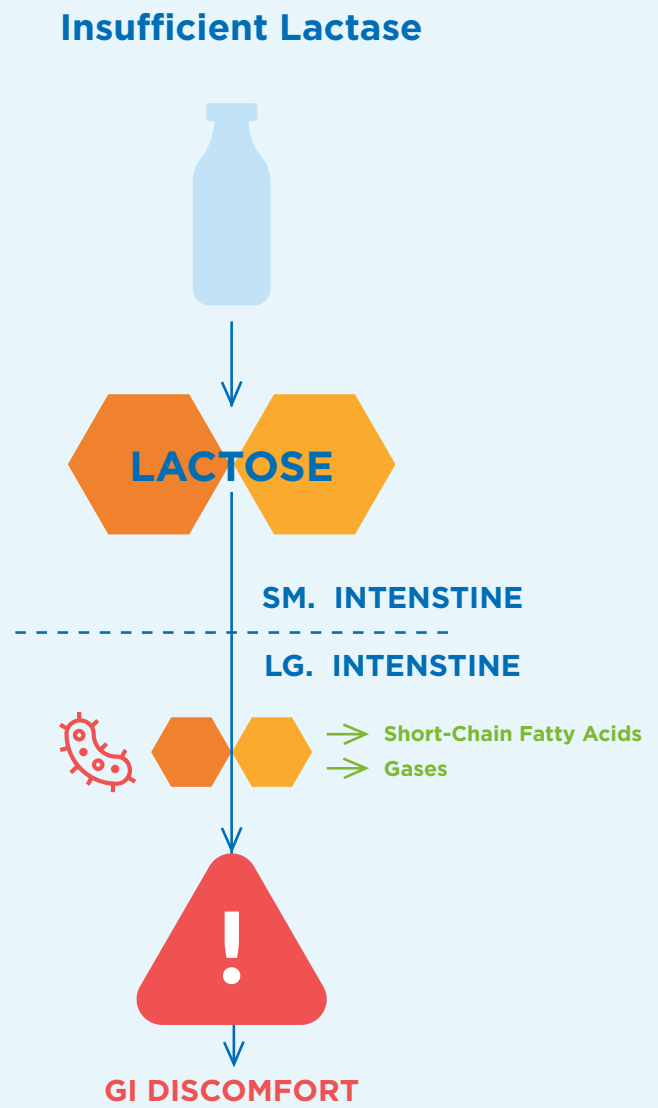 Insufficient Lactase
LACTOSE
SM. INTENSTINE
LG. INTENSTINE
Short-Chain Fatty Acids
Gases
!
GI DISCOMFORT